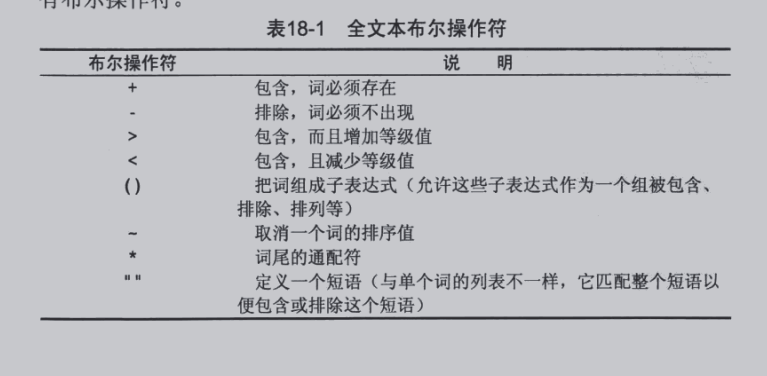 有布尔操作符。
表18-1 全文本布尔操作符
布尔操作符 说 明
+ 包含，词必须存在
- 排除，词必须不出现
> 包含，而且增加等级值
< 包含，且减少等级值
() 把词组成子表达式（允许这些子表达式作为一个组被包含、
排除、排列等）
~ 取消一个词的排序值
* 词尾的通配符
"" 定义一个短语（与单个词的列表不一样，它匹配整个短语以
便包含或排除这个短语）